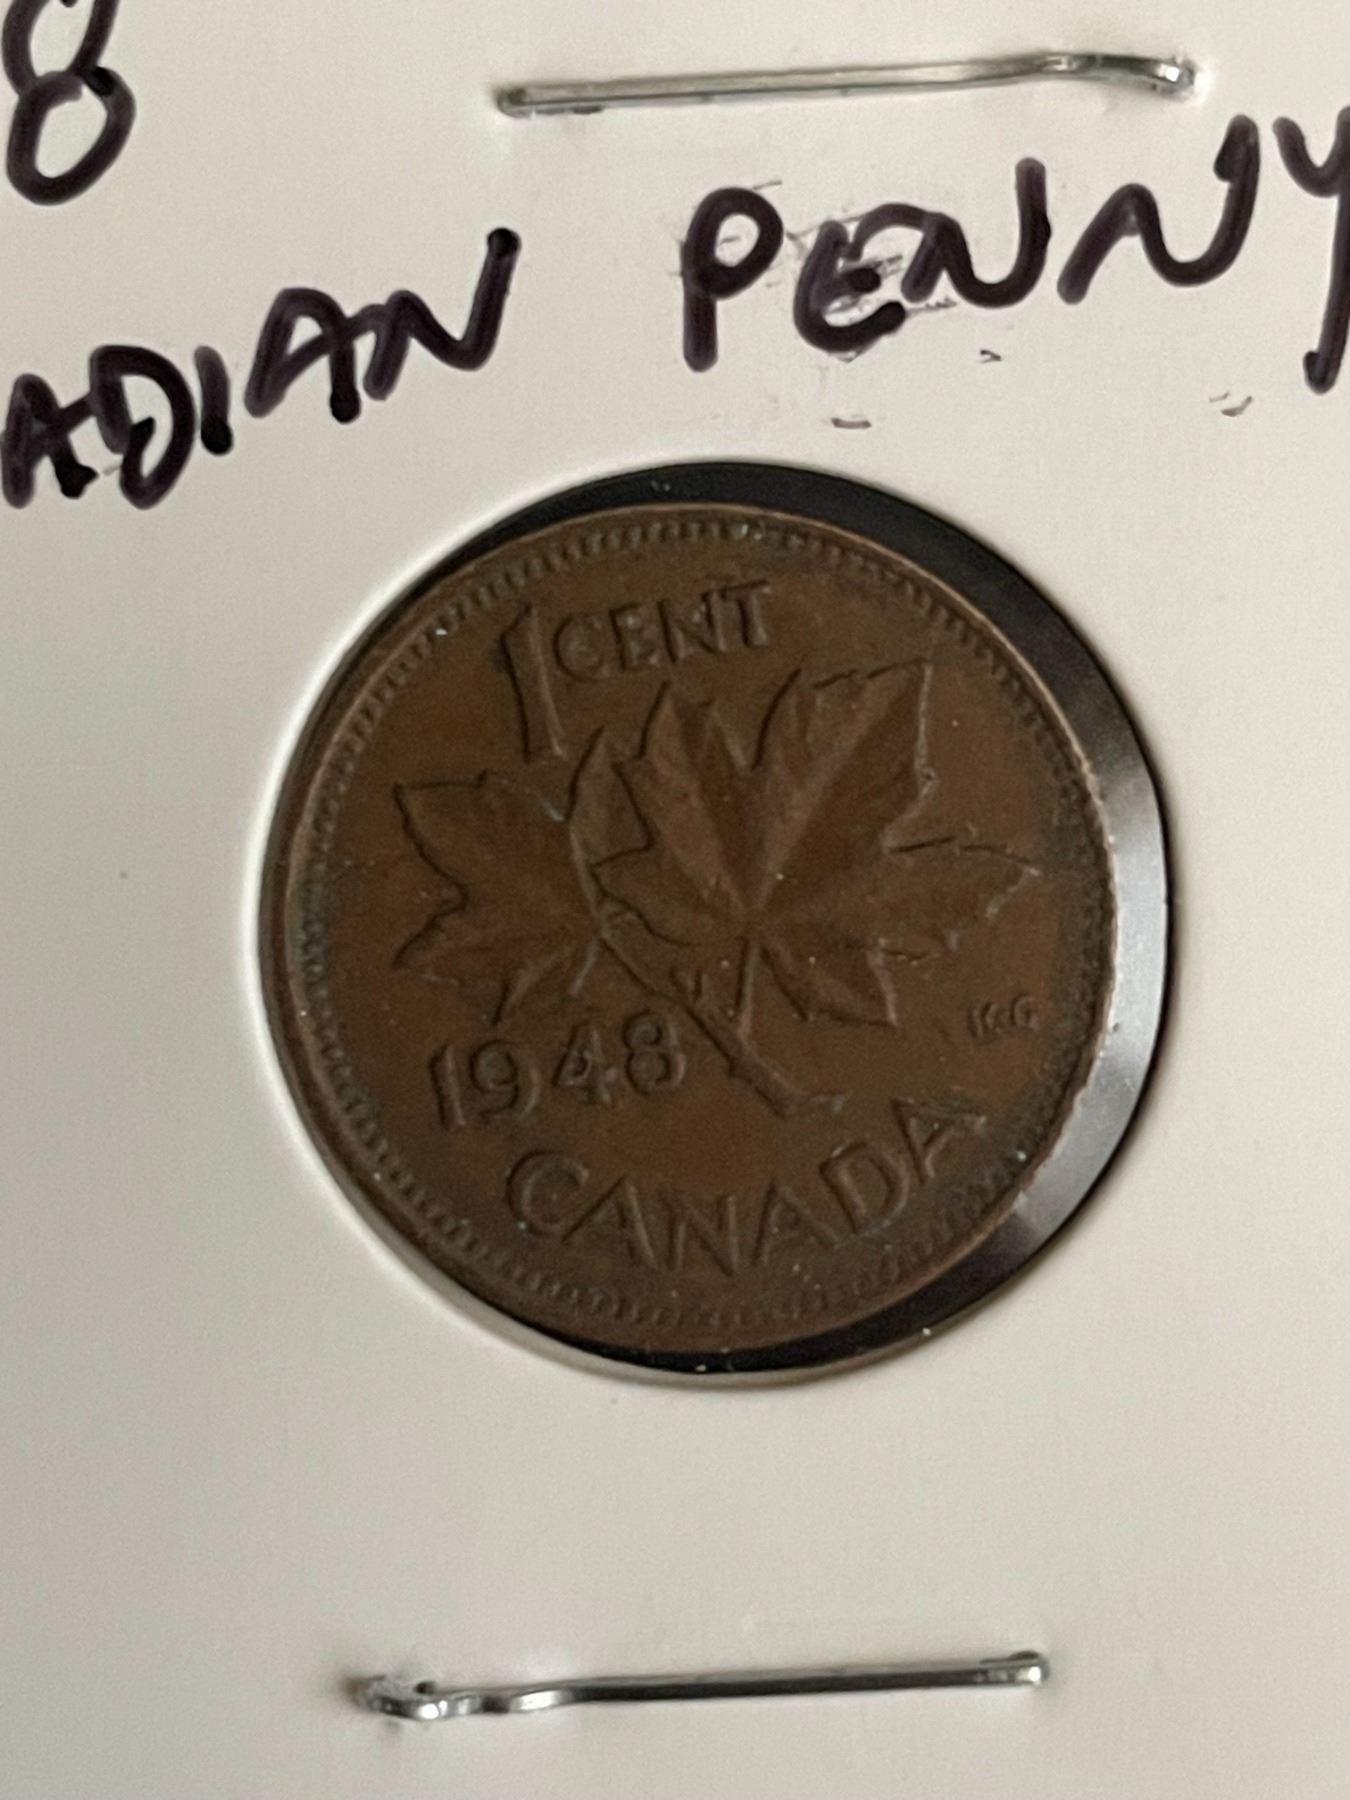 8
ADIAN PENNY
1 CENT
1948
KG
CANADA